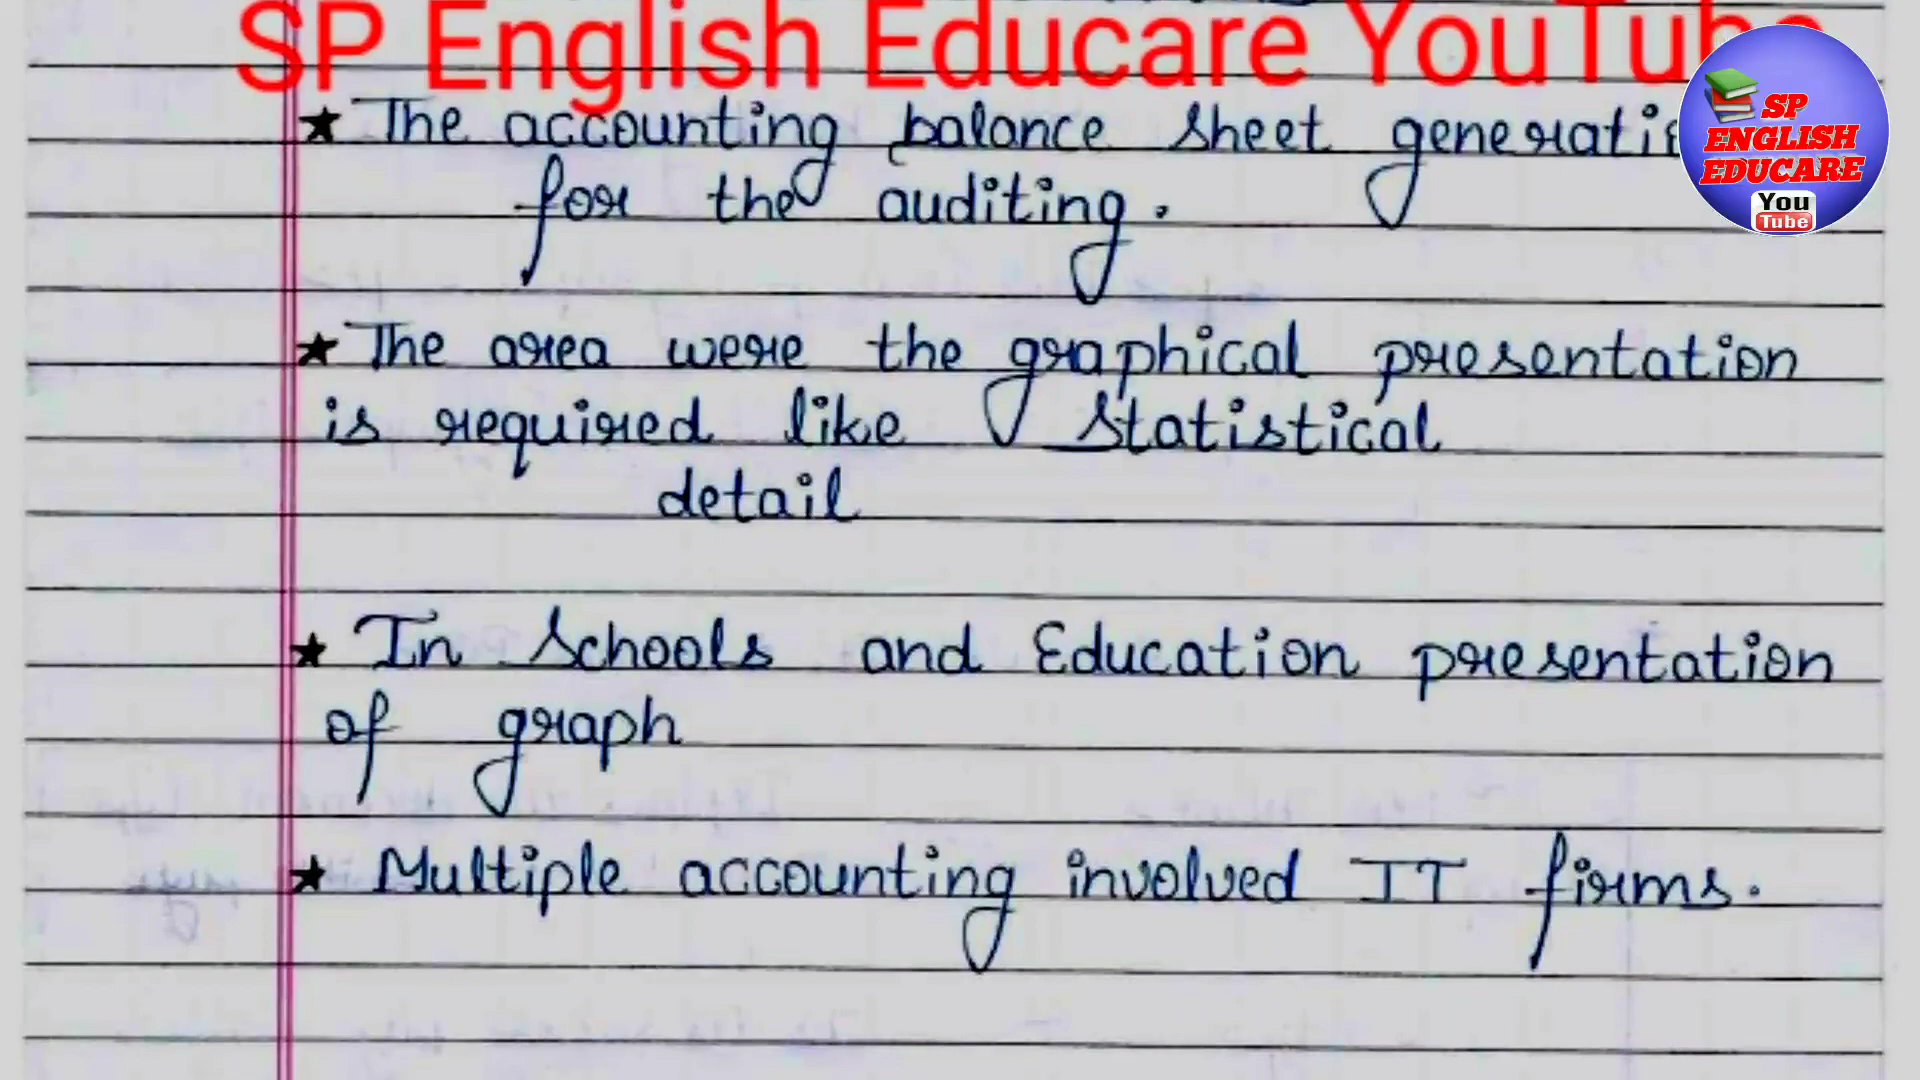 SP English Educare YouTube
SP
ENGLISH
EDUCARE
You
Tube
★ The accounting balance sheet
for the auditing.
★ The area were the graphical presentation
is required like statistical
detail
★ In Schools and Education presentation
of graph
★ Multiple accounting involved IT firms.